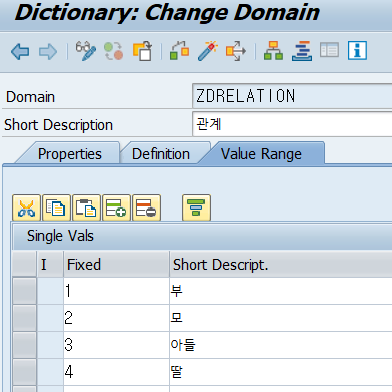 Dictionary: Change Domain
Domain ZDRELATION
Short Description 관계
Properties Definition Value Range
Single Vals
I Fixed Short Descript.
1 부
2 모
3 아들
4 딸